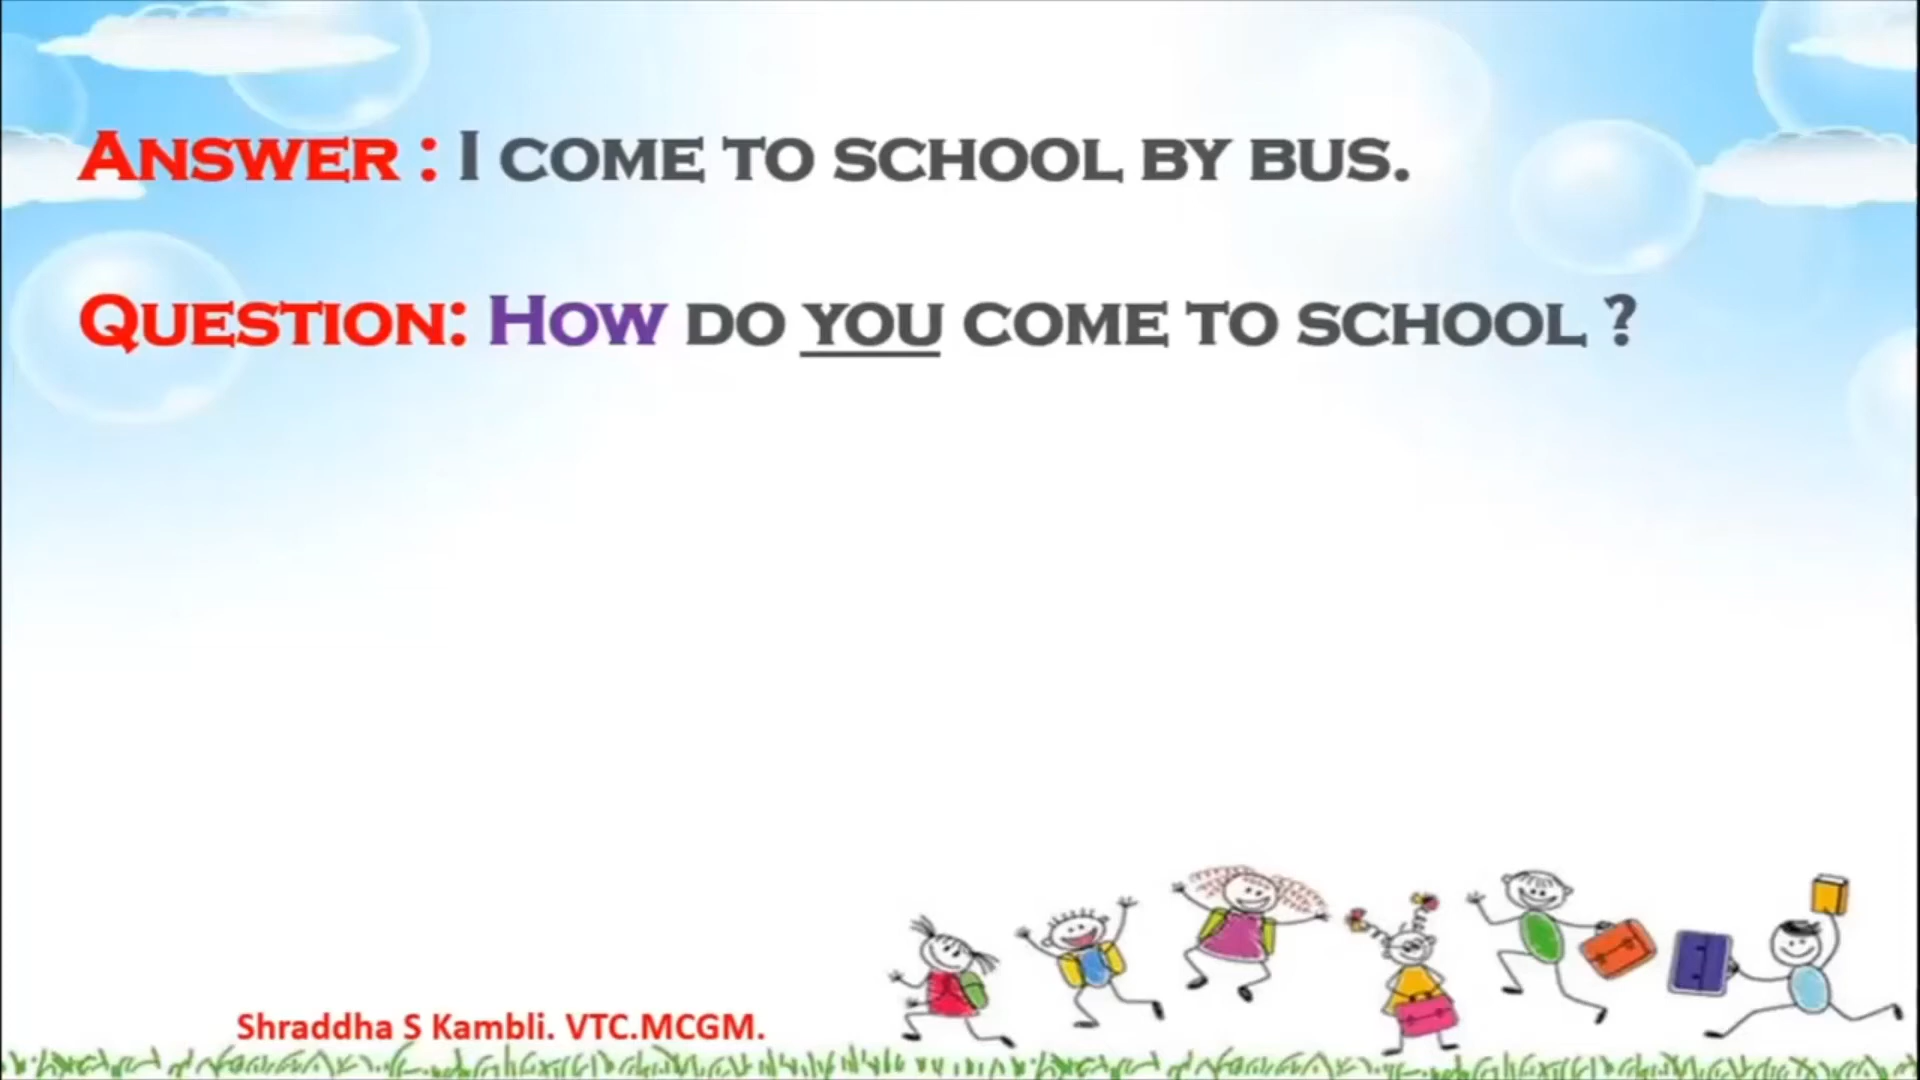 Answer : I come to school by bus.
Question: How do you come to school ?
Shraddha S Kambli. VTC.MCGM.